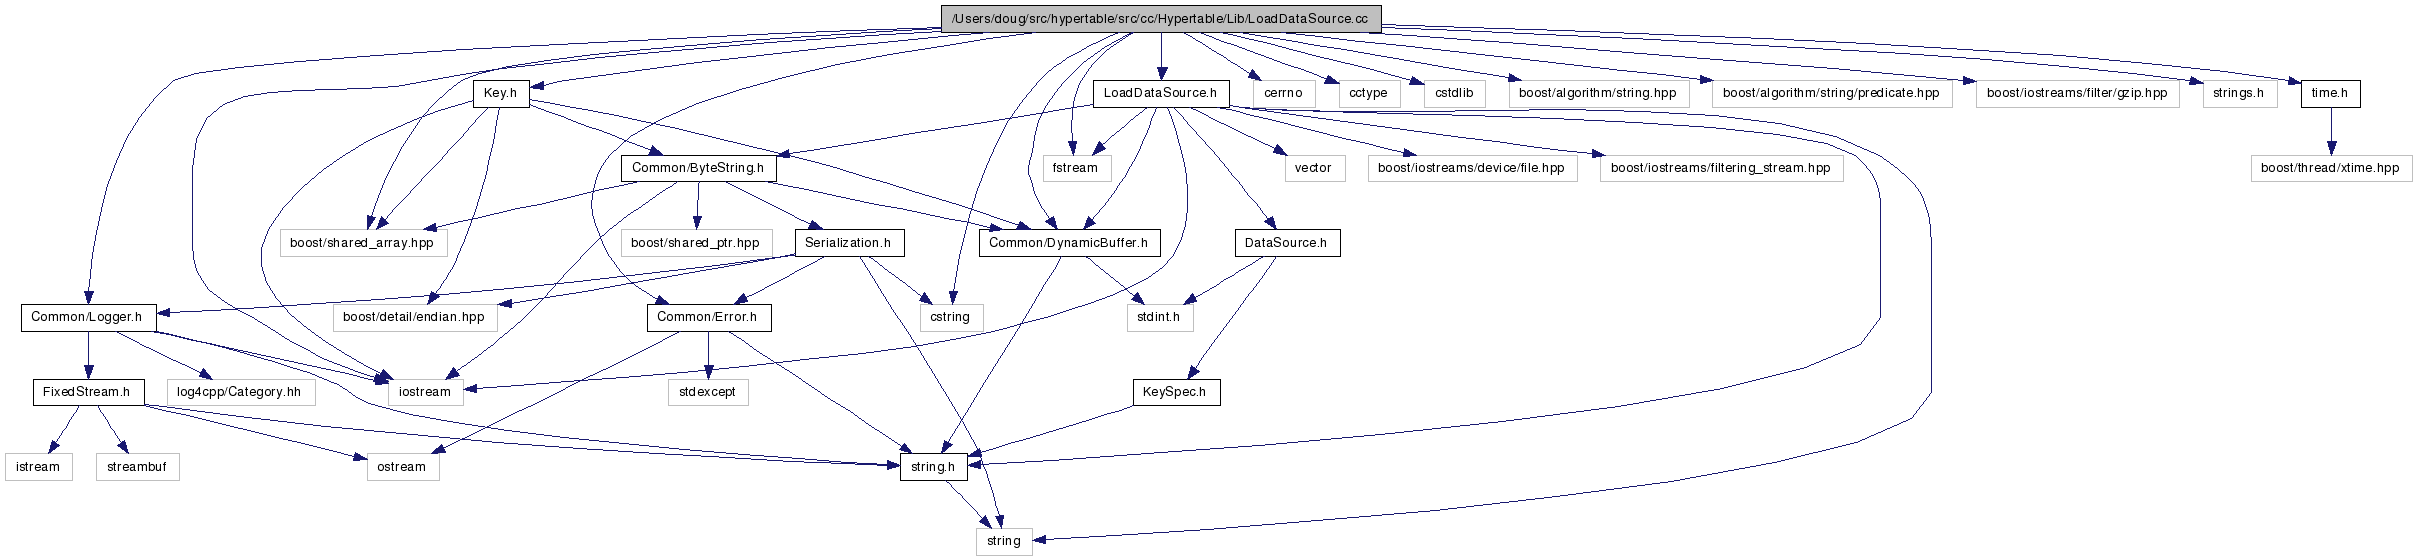 /Users/doug/src/hypertable/src/cc/Hypertable/Lib/LoadDataSource.cc
Key.h
LoadDataSource.h
cerrno
cctype
cstdlib
boost/algorithm/string.hpp
boost/algorithm/string/predicate.hpp
boost/iostreams/filter/gzip.hpp
strings.h
time.h
Common/ByteString.h
fstream
vector
boost/iostreams/device/file.hpp
boost/iostreams/filtering_stream.hpp
boost/thread/xtime.hpp
boost/shared_array.hpp
boost/shared_ptr.hpp
Serialization.h
Common/DynamicBuffer.h
DataSource.h
Common/Logger.h
boost/detail/endian.hpp
Common/Error.h
cstring
stdint.h
FixedStream.h
log4cpp/Category.hh
iostream
stdexcept
KeySpec.h
istream
streambuf
ostream
string.h
string